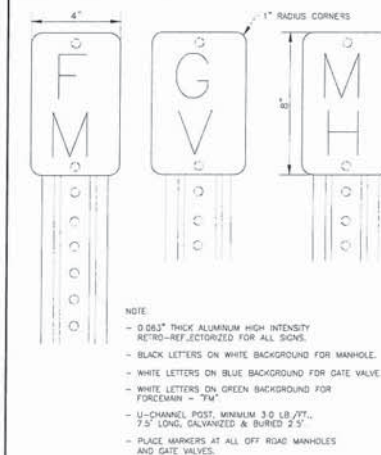 4"
1" RADIUS CORNERS
F
M
G
V
M
H
8"
NOTE
- 0.063" THICK ALUMINUM HIGH INTENSITY
RETRO-REFLECTORIZED FOR ALL SIGNS.
- BLACK LETTERS ON WHITE BACKGROUND FOR MANHOLE.
- WHITE LETTERS ON BLUE BACKGROUND FOR GATE VALVE
- WHITE LETTERS ON GREEN BACKGROUND FOR
FORCEMAIN - "FM".
- U-CHANNEL POST, MINIMUM 3.0 LB./FT.,
7.5' LONG, GALVANIZED & BURIED 2.5'
- PLACE MARKERS AT ALL OFF ROAD MANHOLES
AND GATE VALVES.